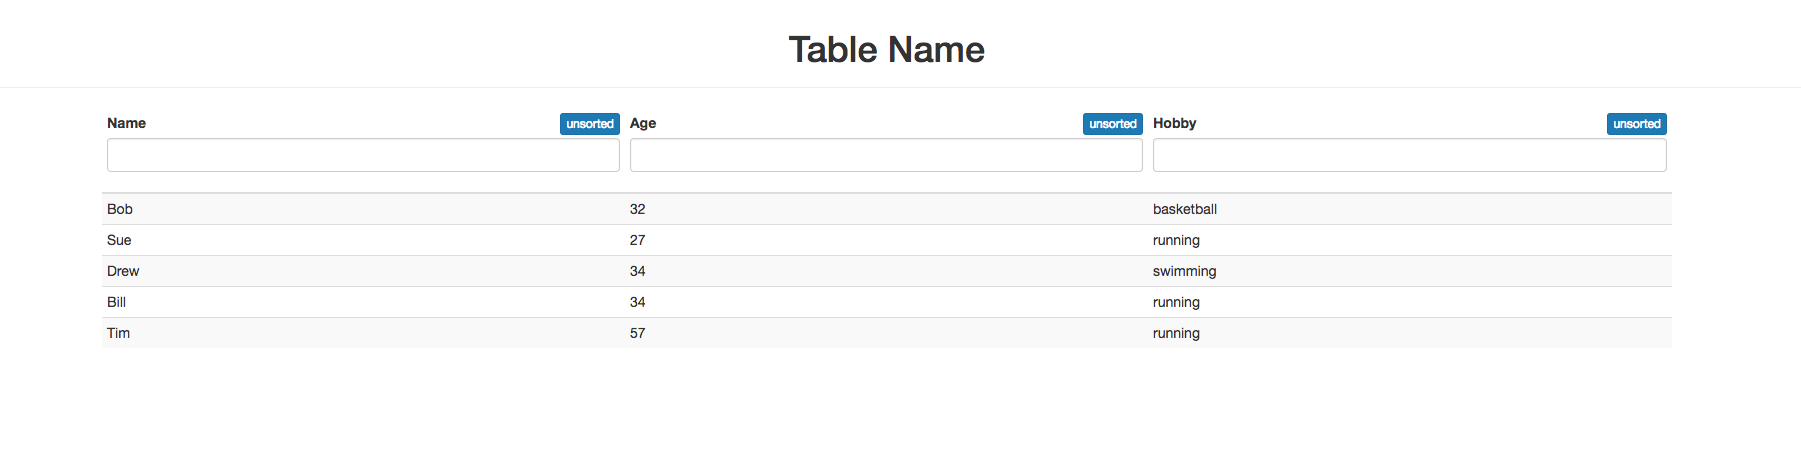 Table Name
Name unsorted Age unsorted Hobby unsorted
Bob 32 basketball
Sue 27 running
Drew 34 swimming
Bill 34 running
Tim 57 running